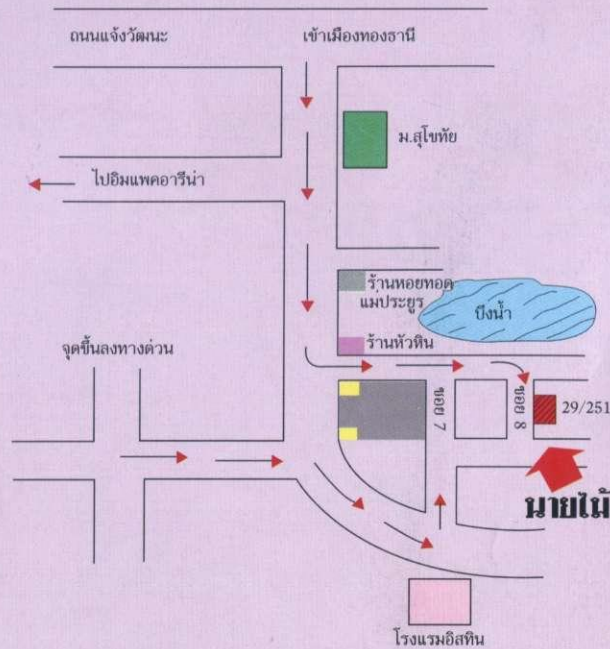 ถนนแจ้งวัฒนะ
เข้าเมืองทองธานี
ม.สุโขทัย
ไปอิมแพคอารีน่า
ร้านหอยทอด
แม่ประยูร
บึงน้ำ
จุดขึ้นลงทางด่วน
ร้านหัวหิน
ซอย 7
ซอย 8
29/251
นายไม้
โรงแรมอิสทิน